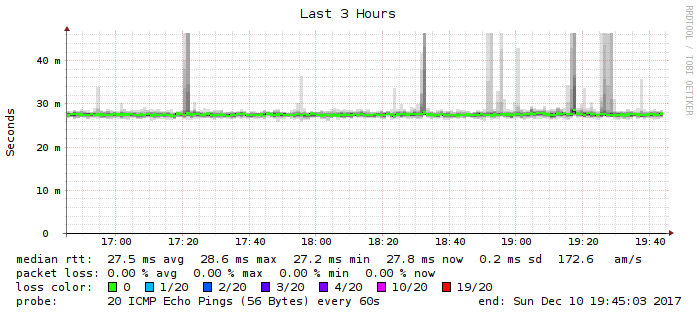 Last 3 Hours
RRDTOOL / TOBI OETIKER
Seconds
40 m
30 m
20 m
10 m
0
17:00 17:20 17:40 18:00 18:20 18:40 19:00 19:20 19:40
median rtt: 27.5 ms avg 28.6 ms max 27.2 ms min 27.8 ms now 0.2 ms sd 172.6 am/s
packet loss: 0.00 % avg 0.00 % max 0.00 % min 0.00 % now
loss color: 0 1/20 2/20 3/20 4/20 10/20 19/20
probe: 20 ICMP Echo Pings (56 Bytes) every 60s end: Sun Dec 10 19:45:03 2017